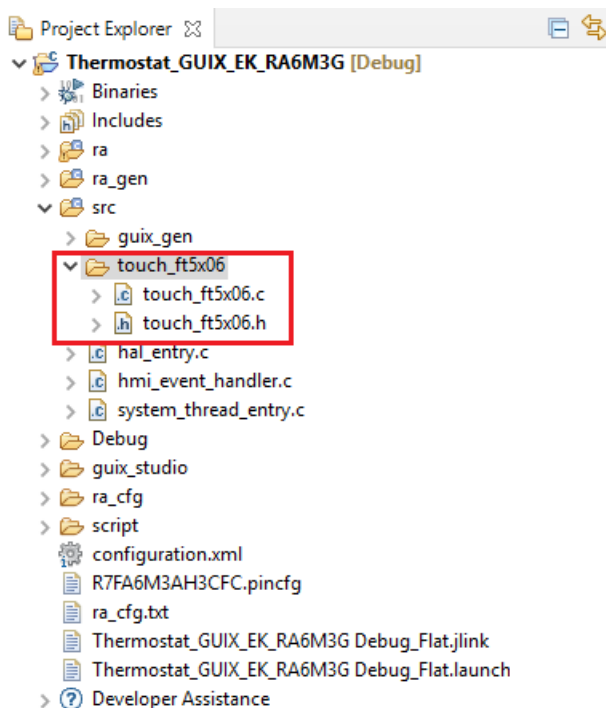 Project Explorer
Thermostat_GUIX_EK_RA6M3G [Debug]
Binaries
Includes
ra
ra_gen
src
guix_gen
touch_ft5x06
touch_ft5x06.c
touch_ft5x06.h
hal_entry.c
hmi_event_handler.c
system_thread_entry.c
Debug
guix_studio
ra_cfg
script
configuration.xml
R7FA6M3AH3CFC.pincfg
ra_cfg.txt
Thermostat_GUIX_EK_RA6M3G Debug_Flat.jlink
Thermostat_GUIX_EK_RA6M3G Debug_Flat.launch
Developer Assistance